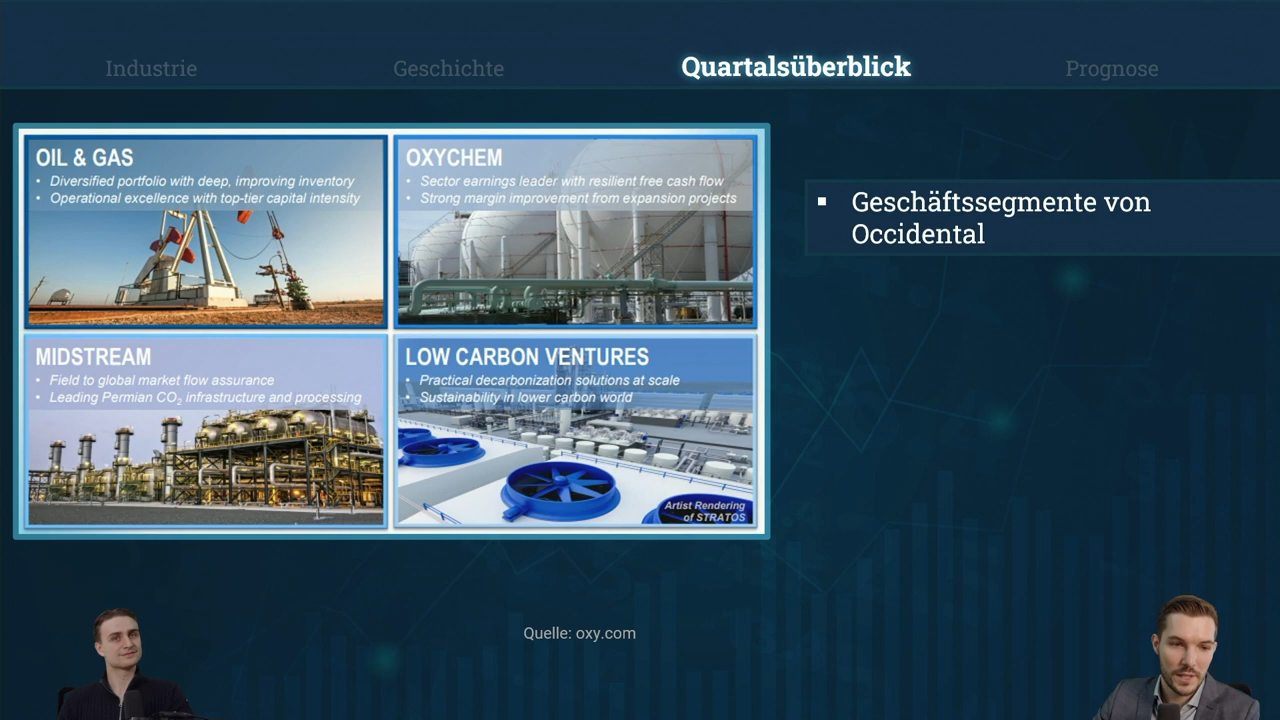 Industrie
Geschichte
Quartalsüberblick
Prognose
OIL & GAS
• Diversified portfolio with deep, improving inventory
• Operational excellence with top-tier capital intensity
OXYCHEM
• Sector earnings leader with resilient free cash flow
• Strong margin improvement from expansion projects
MIDSTREAM
• Field to global market flow assurance
• Leading Permian CO₂ infrastructure and processing
LOW CARBON VENTURES
• Practical decarbonization solutions at scale
• Sustainability in lower carbon world
Artist Rendering
of STRATOS
▪ Geschäftssegmente von
Occidental
Quelle: oxy.com